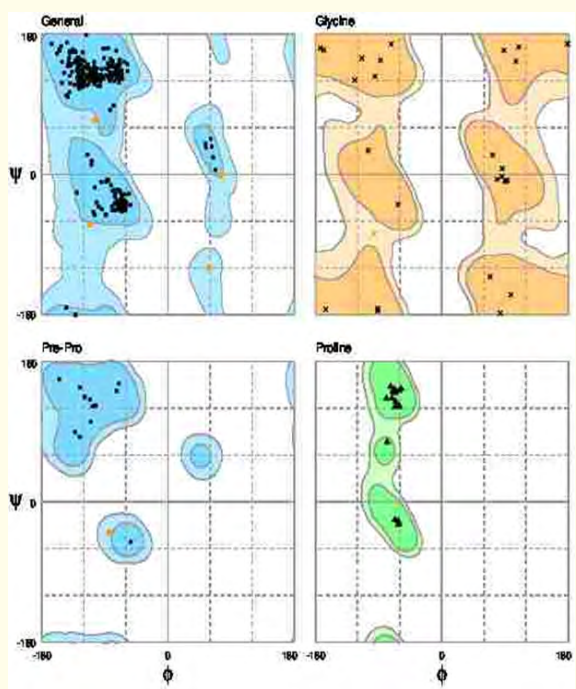 General Glycine
180
ψ 0
-180
Pre-Pro Proline
180
ψ 0
-180
-180 0 180 -180 0 180
ϕ ϕ